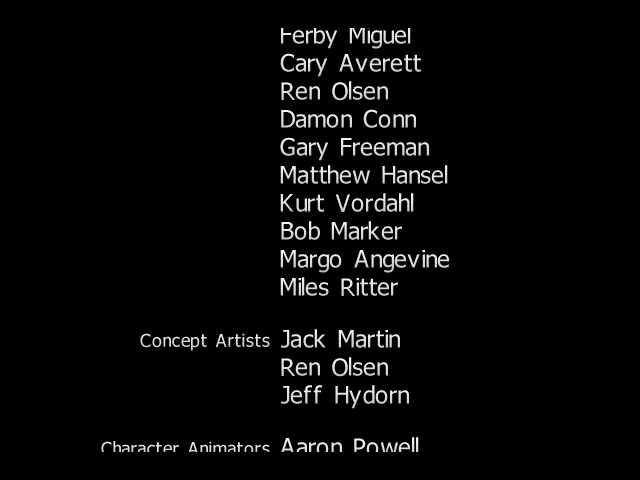 Ferby Miguel
Cary Averett
Ren Olsen
Damon Conn
Gary Freeman
Matthew Hansel
Kurt Vordahl
Bob Marker
Margo Angevine
Miles Ritter
Concept Artists Jack Martin
Ren Olsen
Jeff Hydorn
Character Animators Aaron Powell